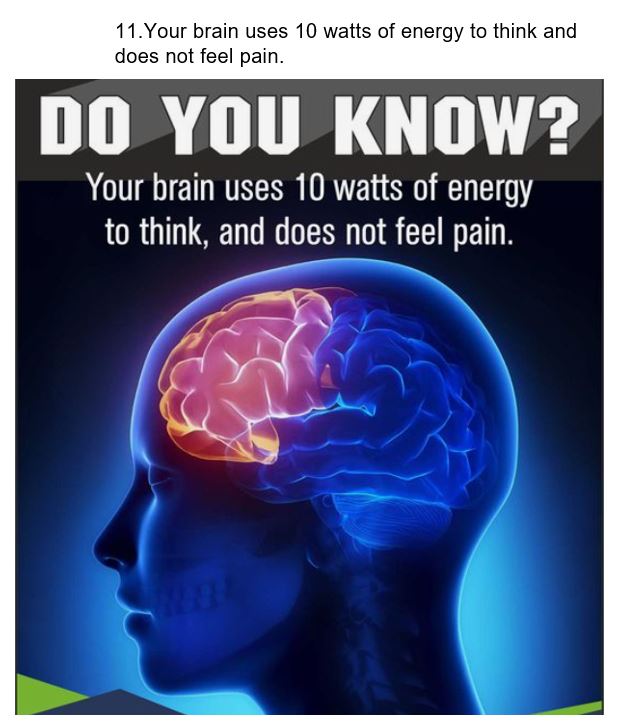 11.Your brain uses 10 watts of energy to think and
does not feel pain.
DO YOU KNOW?
Your brain uses 10 watts of energy
to think, and does not feel pain.